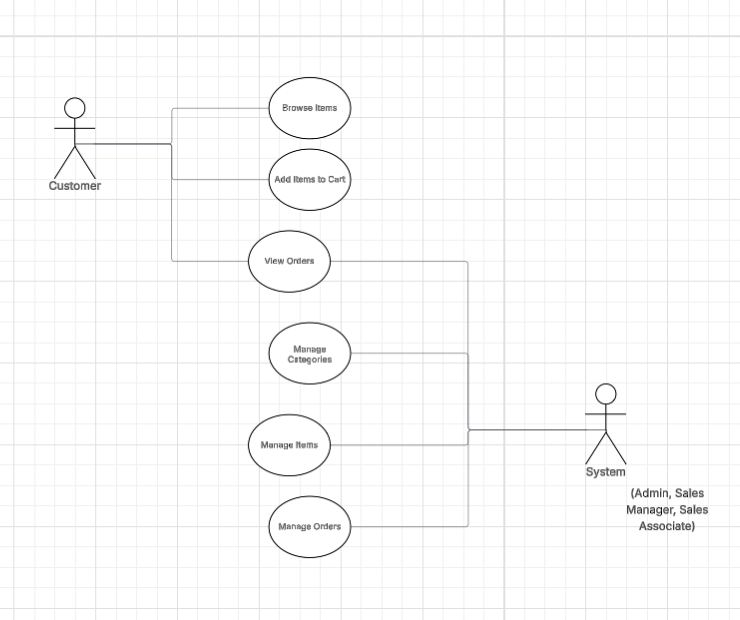 Browse Items
Add Items to Cart
Customer
View Orders
Manage
Categories
Manage Items
System
(Admin, Sales
Manager, Sales
Associate)
Manage Orders